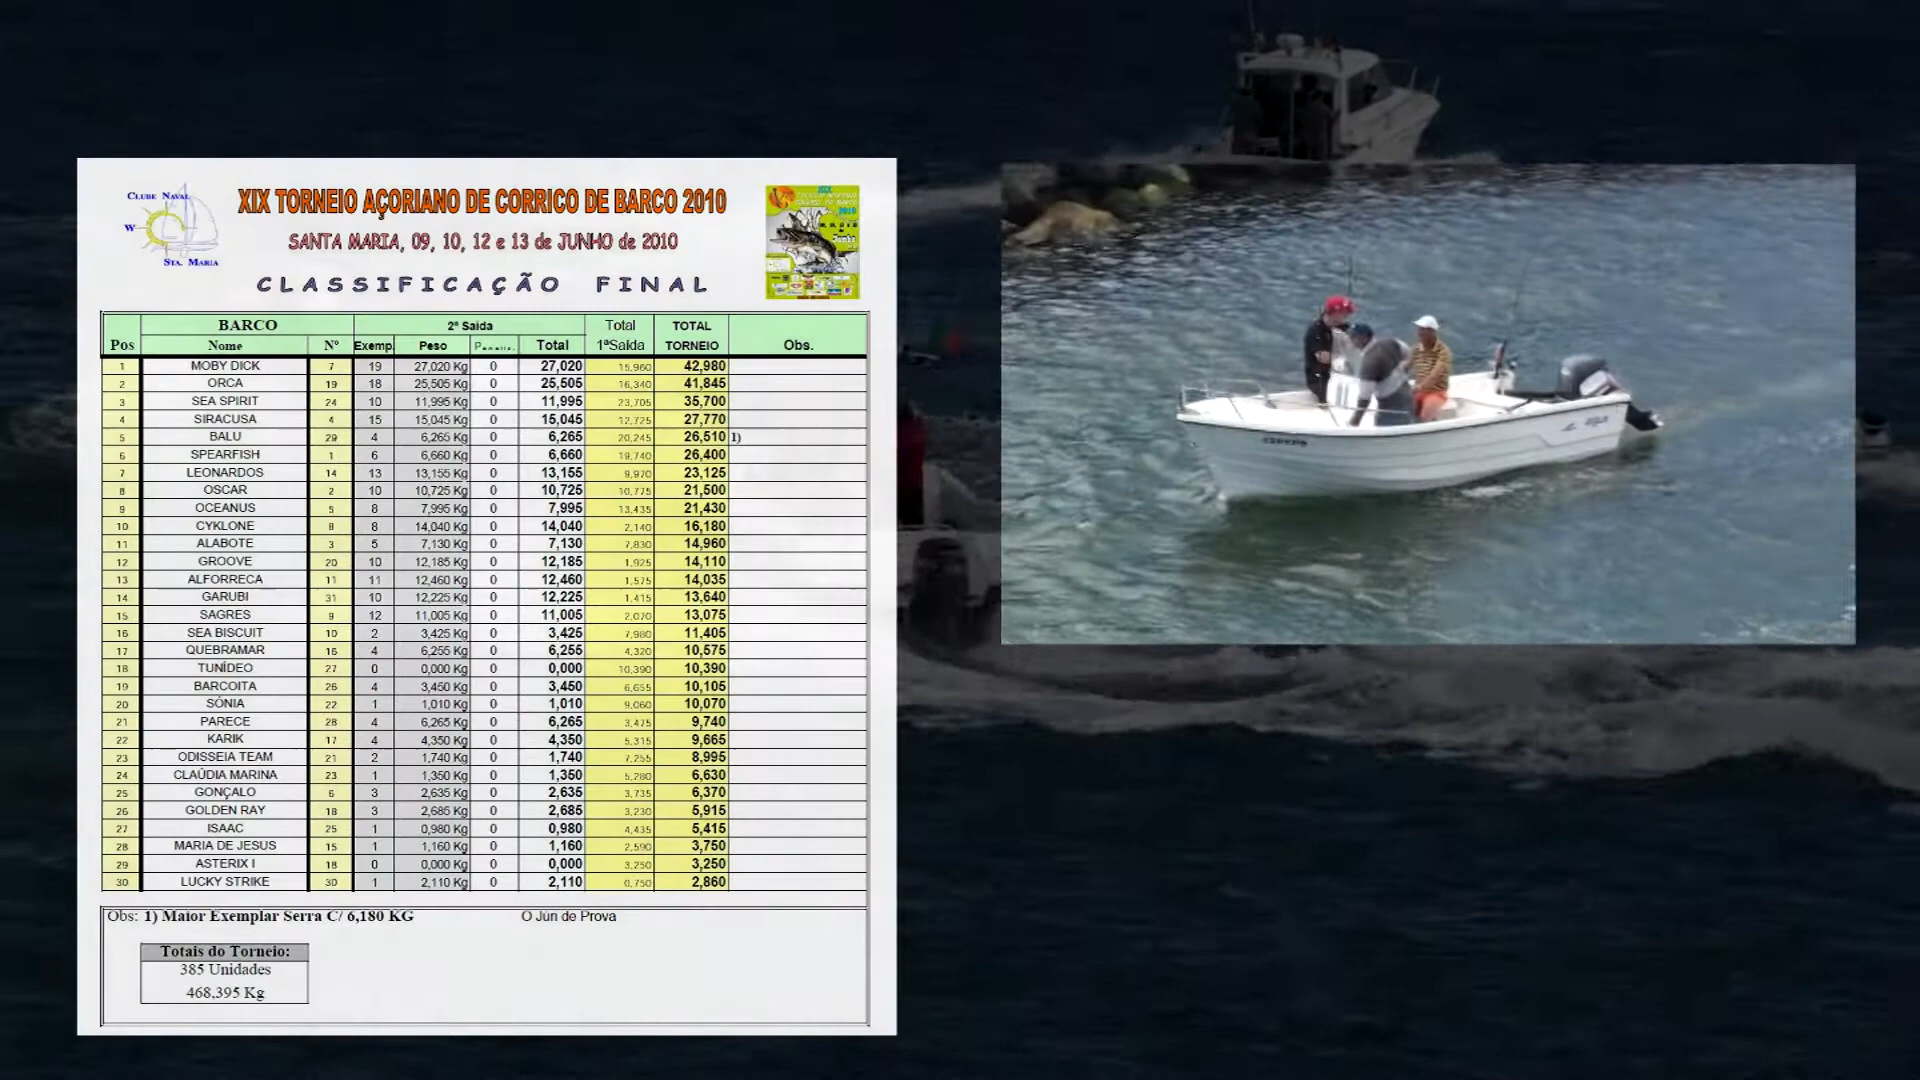 CLUBE NAVAL
W
STA. MARIA
XIX TORNEIO AÇORIANO DE CORRICO DE BARCO 2010
SANTA MARIA, 09, 10, 12 e 13 de JUNHO de 2010
CLASSIFICAÇÃO FINAL
BARCO 2ª Saida Total TOTAL
Pos Nome Nº Exemp. Peso Total 1ªSaída TORNEIO Obs.
1 MOBY DICK 7 19 27,020 Kg 0 27,020 15,960 42,980
2 ORCA 19 18 25,505 Kg 0 25,505 16,340 41,845
3 SEA SPIRIT 24 10 11,995 Kg 0 11,995 23,705 35,700
4 SIRACUSA 4 15 15,045 Kg 0 15,045 12,725 27,770
5 BALU 29 4 6,265 Kg 0 6,265 20,245 26,510 1)
6 SPEARFISH 1 6 6,660 Kg 0 6,660 19,740 26,400
7 LEONARDOS 14 13 13,155 Kg 0 13,155 9,970 23,125
8 OSCAR 2 10 10,725 Kg 0 10,725 10,775 21,500
9 OCEANUS 5 8 7,995 Kg 0 7,995 13,435 21,430
10 CYKLONE 8 8 14,040 Kg 0 14,040 2,140 16,180
11 ALABOTE 3 5 7,130 Kg 0 7,130 7,830 14,960
12 GROOVE 20 10 12,185 Kg 0 12,185 1,925 14,110
13 ALFORRECA 11 11 12,460 Kg 0 12,460 1,575 14,035
14 GARUBI 31 10 12,225 Kg 0 12,225 1,415 13,640
15 SAGRES 9 12 11,005 Kg 0 11,005 2,070 13,075
16 SEA BISCUIT 10 2 3,425 Kg 0 3,425 7,980 11,405
17 QUEBRAMAR 16 4 6,255 Kg 0 6,255 4,320 10,575
18 TUNÍDEO 27 0 0,000 Kg 0 0,000 10,390 10,390
19 BARCOITA 26 4 3,450 Kg 0 3,450 6,655 10,105
20 SÓNIA 22 1 1,010 Kg 0 1,010 9,060 10,070
21 PARECE 28 4 6,265 Kg 0 6,265 3,475 9,740
22 KARIK 17 4 4,350 Kg 0 4,350 5,315 9,665
23 ODISSEIA TEAM 21 2 1,740 Kg 0 1,740 7,255 8,995
24 CLAÚDIA MARINA 23 1 1,350 Kg 0 1,350 5,280 6,630
25 GONÇALO 6 3 2,635 Kg 0 2,635 3,735 6,370
26 GOLDEN RAY 18 3 2,685 Kg 0 2,685 3,230 5,915
27 ISAAC 25 1 0,980 Kg 0 0,980 4,435 5,415
28 MARIA DE JESUS 15 1 1,160 Kg 0 1,160 2,590 3,750
29 ASTERIX I 18 0 0,000 Kg 0 0,000 3,250 3,250
30 LUCKY STRIKE 30 1 2,110 Kg 0 2,110 0,750 2,860
Obs: 1) Maior Exemplar Serra C/ 6,180 KG O Júri de Prova
Totais do Torneio:
385 Unidades
468,395 Kg